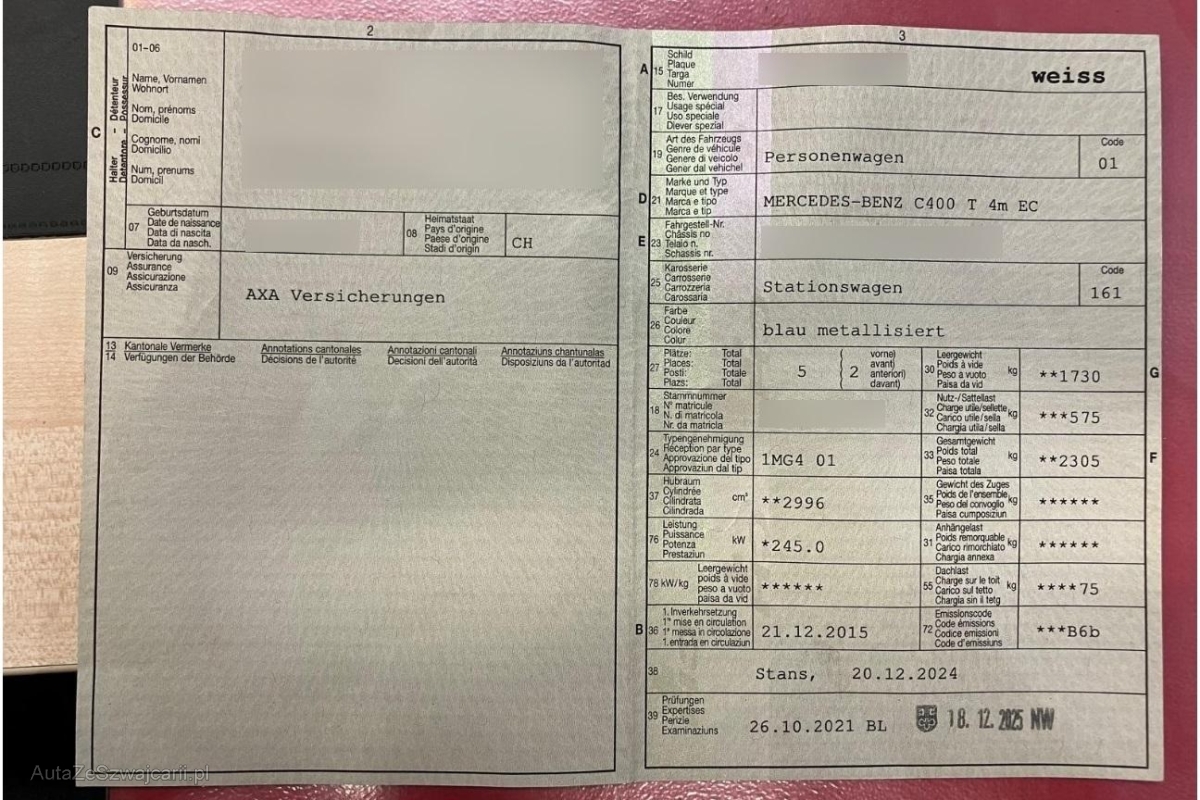 2
01-06
Halter - Détenteur
Detentore - Possessur
C
Name, Vornamen
Wohnort
Nom, prénoms
Domicile
Cognome, nomi
Domicilio
Num, prenums
Domicil
07
Geburtsdatum
Date de naissance
Data di nascita
Data da nasch.
08
Heimatstaat
Pays d'origine
Paese d'origine
Stadi d'origin
CH
09
Versicherung
Assurance
Assicurazione
Assicuranza
AXA Versicherungen
13 Kantonale Vermerke Annotations cantonales Annotazioni cantonali Annotaziuns chantunalas
14 Verfügungen der Behörde Décisions de l'autorité Decisioni dell'autorità Disposiziuns da l'autoritad
3
A 15
Schild
Plaque
Targa
Numer
weiss
17
Bes. Verwendung
Usage spécial
Uso speciale
Diever spezial
19
Art des Fahrzeugs
Genre de véhicule
Genere di veicolo
Gener dal vehichel
Personenwagen
Code
01
D 21
Marke und Typ
Marque et type
Marca e tipo
Marca e tip
MERCEDES-BENZ C400 T 4m EC
E 23
Fahrgestell-Nr.
Châssis no
Telaio n.
Schassis nr.
25
Karosserie
Carrosserie
Carrozzeria
Carossaria
Stationswagen
Code
161
26
Farbe
Couleur
Colore
Colur
blau metallisiert
27
Plätze: Total
Places: Total
Posti: Totale
Plazs: Total
5
2
vorne)
avant)
anteriori)
davant)
30
Leergewicht
Poids à vide
Peso a vuoto
Paisa da vid
kg
**1730
G
18
Stammnummer
N° matricule
N. di matricola
Nr. da matricla
32
Nutz-/Sattellast
Charge utile/sellette
Carico utile/sella
Chargia utila/sella
kg
***575
24
Typengenehmigung
Réception par type
Approvazione del tipo
Approvaziun dal tip
1MG4 01
33
Gesamtgewicht
Poids total
Peso totale
Paisa totala
kg
**2305
F
37
Hubraum
Cylindrée
Cilindrata
Cilindrada
cm³
**2996
35
Gewicht des Zuges
Poids de l'ensemble
Peso del convoglio
Paisa cumposiziun
kg
******
76
Leistung
Puissance
Potenza
Prestaziun
kW
*245.0
31
Anhängelast
Poids remorquable
Carico rimorchiato
Chargia annexa
kg
******
78 kW/kg
Leergewicht
poids à vide
peso a vuoto
paisa da vid
******
55
Dachlast
Charge sur le toit
Carico sul tetto
Chargia sin il tetg
kg
****75
B 36
1. Inverkehrsetzung
1re mise en circulation
1a messa in circolazione
1. entrada en circulaziun
21.12.2015
72
Emissionscode
Code émissions
Codice emissioni
Code d'emissiuns
***B6b
38
Stans, 20.12.2024
39
Prüfungen
Expertises
Perizie
Examinaziuns
26.10.2021 BL
18. 12. 2025 NW
AutaZeSzwajcarii.pl